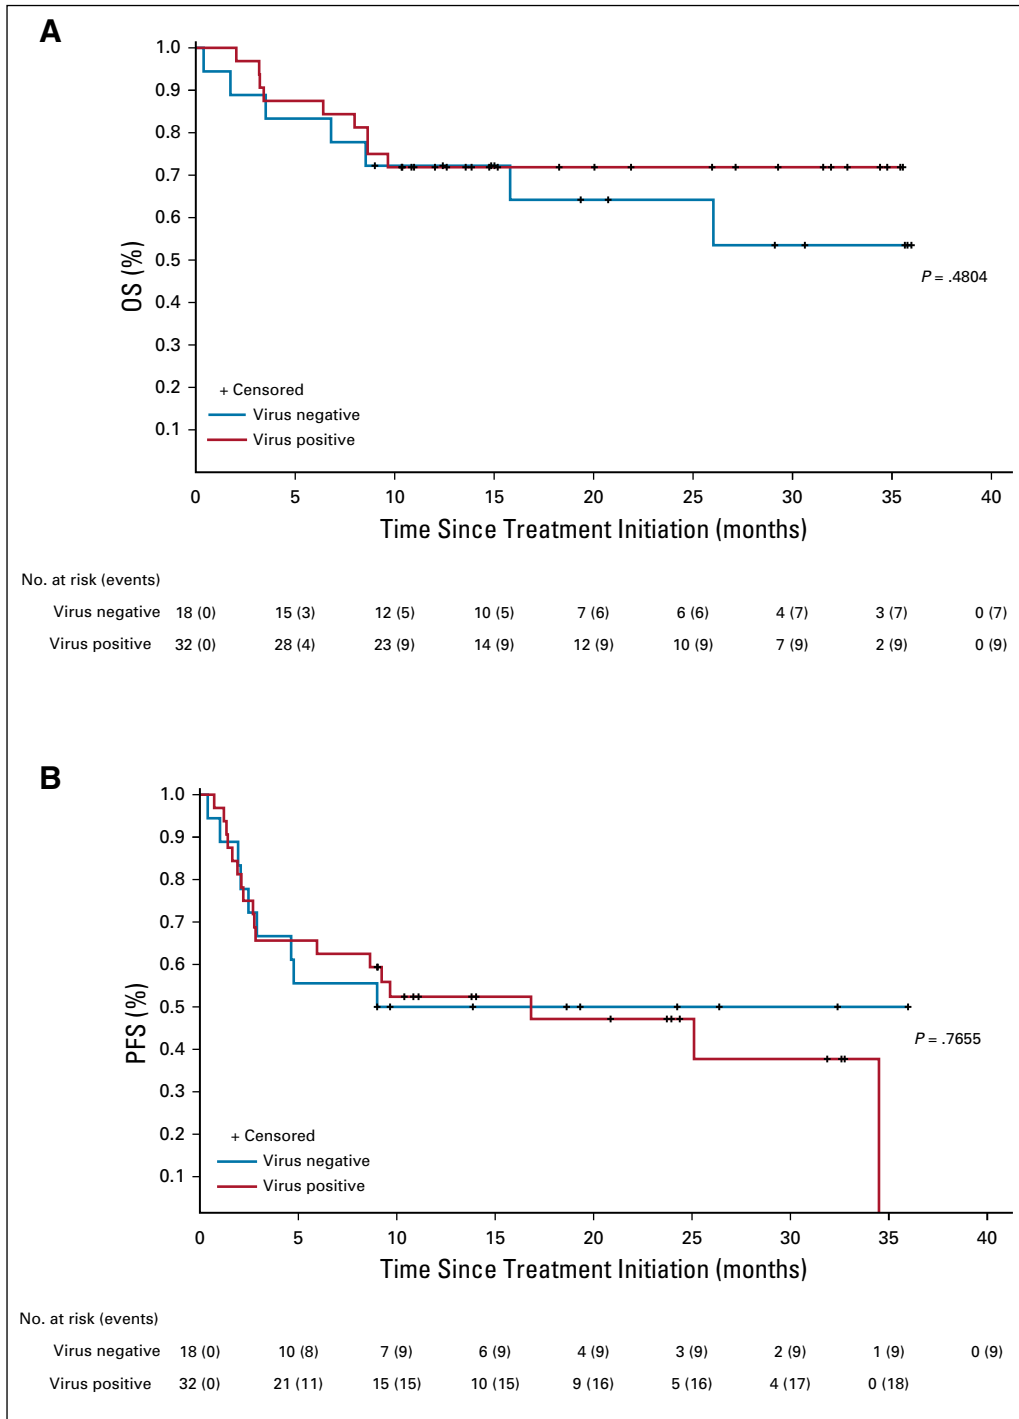 A
1.0
0.9
0.8
0.7
0.6
0.5
0.4
0.3
0.2
0.1
OS (%)
P = .4804
+ Censored
Virus negative
Virus positive
0 5 10 15 20 25 30 35 40
Time Since Treatment Initiation (months)
No. at risk (events)
Virus negative 18 (0) 15 (3) 12 (5) 10 (5) 7 (6) 6 (6) 4 (7) 3 (7) 0 (7)
Virus positive 32 (0) 28 (4) 23 (9) 14 (9) 12 (9) 10 (9) 7 (9) 2 (9) 0 (9)
B
1.0
0.9
0.8
0.7
0.6
0.5
0.4
0.3
0.2
0.1
PFS (%)
P = .7655
+ Censored
Virus negative
Virus positive
0 5 10 15 20 25 30 35 40
Time Since Treatment Initiation (months)
No. at risk (events)
Virus negative 18 (0) 10 (8) 7 (9) 6 (9) 4 (9) 3 (9) 2 (9) 1 (9) 0 (9)
Virus positive 32 (0) 21 (11) 15 (15) 10 (15) 9 (16) 5 (16) 4 (17) 0 (18)